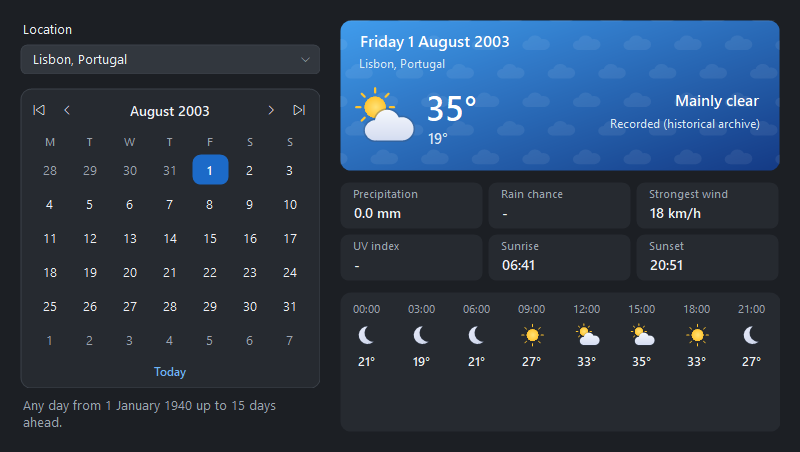 Location
Lisbon, Portugal
August 2003
M T W T F S S
28 29 30 31 1 2 3
4 5 6 7 8 9 10
11 12 13 14 15 16 17
18 19 20 21 22 23 24
25 26 27 28 29 30 31
1 2 3 4 5 6 7
Today
Any day from 1 January 1940 up to 15 days
ahead.
Friday 1 August 2003
Lisbon, Portugal
35°
19°
Mainly clear
Recorded (historical archive)
Precipitation
0.0 mm
Rain chance
-
Strongest wind
18 km/h
UV index
-
Sunrise
06:41
Sunset
20:51
00:00 03:00 06:00 09:00 12:00 15:00 18:00 21:00
21° 19° 21° 27° 33° 35° 33° 27°